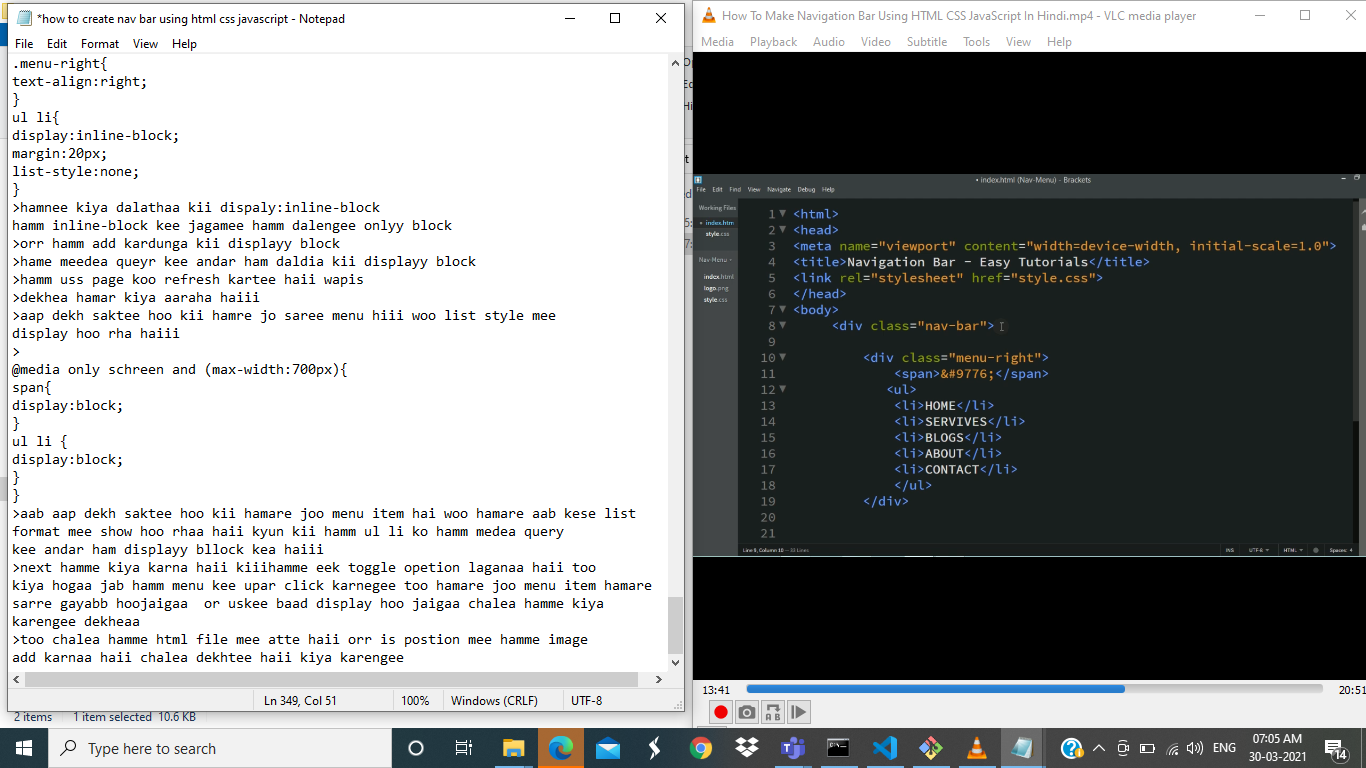 *how to create nav bar using html css javascript - Notepad
File Edit Format View Help
.menu-right{
text-align:right;
}
ul li{
display:inline-block;
margin:20px;
list-style:none;
}
>hamnee kiya dalathaa kii dispaly:inline-block
hamm inline-block kee jagamee hamm dalengee onlyy block
>orr hamm add kardunga kii displayy block
>hame meedea queyr kee andar ham daldia kii displayy block
>hamm uss page koo refresh kartee haii wapis
>dekhea hamar kiya aaraha haiii
>aap dekh saktee hoo kii hamre jo saree menu hiii woo list style mee
display hoo rha haiii
>
@media only schreen and (max-width:700px){
span{
display:block;
}
ul li {
display:block;
}
}
>aab aap dekh saktee hoo kii hamare joo menu item hai woo hamare aab kese list
format mee show hoo rhaa haii kyun kii hamm ul li ko hamm medea query
kee andar ham displayy bllock kea haiii
>next hamme kiya karna haii kiiihamme eek toggle opetion laganaa haii too
kiya hogaa jab hamm menu kee upar click karnegee too hamare joo menu item hamare
sarre gayabb hoojaigaa  or uskee baad display hoo jaigaa chalea hamme kiya
karengee dekheaa
>too chalea hamme html file mee atte haii orr is postion mee hamme image
add karnaa haii chalea dekhtee haii kiya karengee
Ln 349, Col 51 100% Windows (CRLF) UTF-8
2 items 1 item selected 10.6 KB
How To Make Navigation Bar Using HTML CSS JavaScript In Hindi.mp4 - VLC media player
Media Playback Audio Video Subtitle Tools View Help
• index.html (Nav-Menu) - Brackets
File Edit Find View Navigate Debug Help
Working Files
index.htm
style.css
Nav-Menu
index.html
logo.png
style.css
1 <html>
2 <head>
3 <meta name="viewport" content="width=device-width, initial-scale=1.0">
4 <title>Navigation Bar - Easy Tutorials</title>
5 <link rel="stylesheet" href="style.css">
6 </head>
7 <body>
8 <div class="nav-bar">
9
10 <div class="menu-right">
11 <span>&#9776;</span>
12 <ul>
13 <li>HOME</li>
14 <li>SERVIVES</li>
15 <li>BLOGS</li>
16 <li>ABOUT</li>
17 <li>CONTACT</li>
18 </ul>
19 </div>
20
21
INS UTF-8 HTML Spaces: 4
13:41 20:51
Type here to search
ENG
07:05 AM
30-03-2021
14